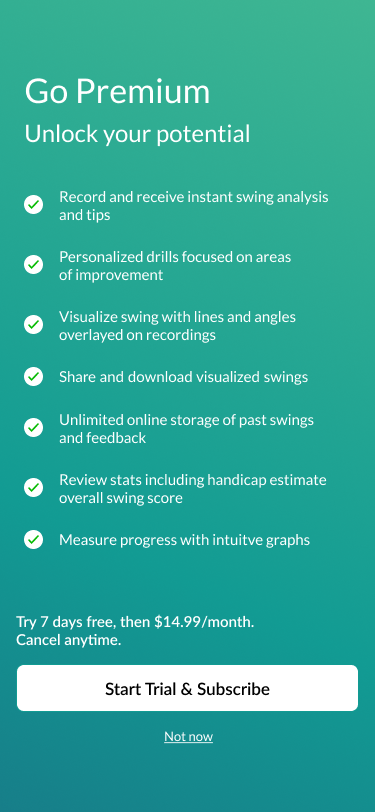 Go Premium
Unlock your potential
Record and receive instant swing analysis
and tips
Personalized drills focused on areas
of improvement
Visualize swing with lines and angles
overlayed on recordings
Share and download visualized swings
Unlimited online storage of past swings
and feedback
Review stats including handicap estimate
overall swing score
Measure progress with intuitve graphs
Try 7 days free, then $14.99/month.
Cancel anytime.
Start Trial & Subscribe
Not now